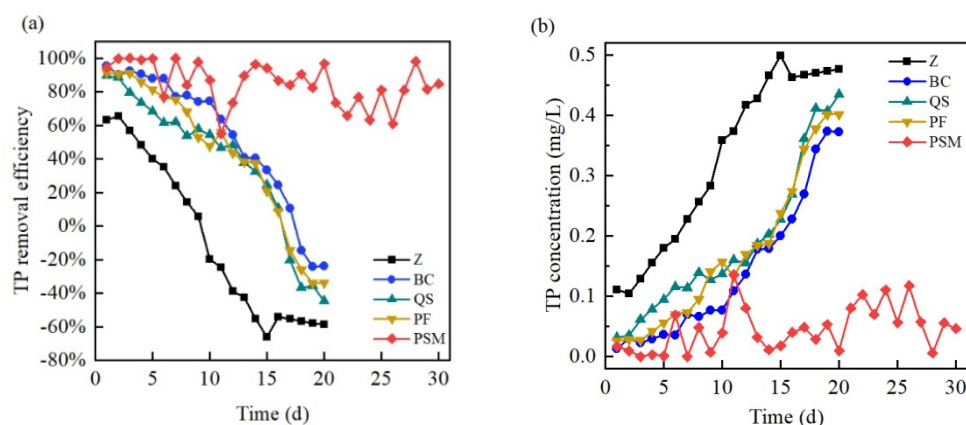 (a)
TP removal efficiency
100%
80%
60%
40%
20%
0%
-20%
-40%
-60%
-80%
0 5 10 15 20 25 30
Time (d)
Z
BC
QS
PF
PSM
(b)
TP concentration (mg/L)
0.5
0.4
0.3
0.2
0.1
0.0
0 5 10 15 20 25 30
Time (d)
Z
BC
QS
PF
PSM